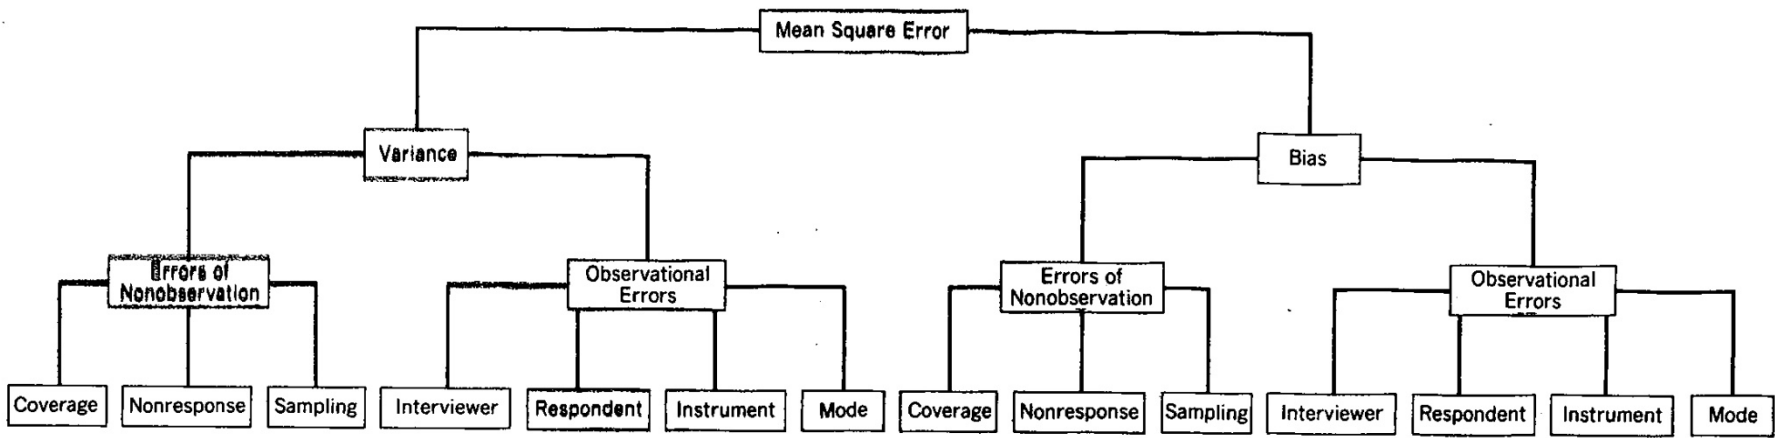 Mean Square Error
Variance
Bias
Errors of
Nonobservation
Observational
Errors
Errors of
Nonobservation
Observational
Errors
Coverage
Nonresponse
Sampling
Interviewer
Respondent
Instrument
Mode
Coverage
Nonresponse
Sampling
Interviewer
Respondent
Instrument
Mode